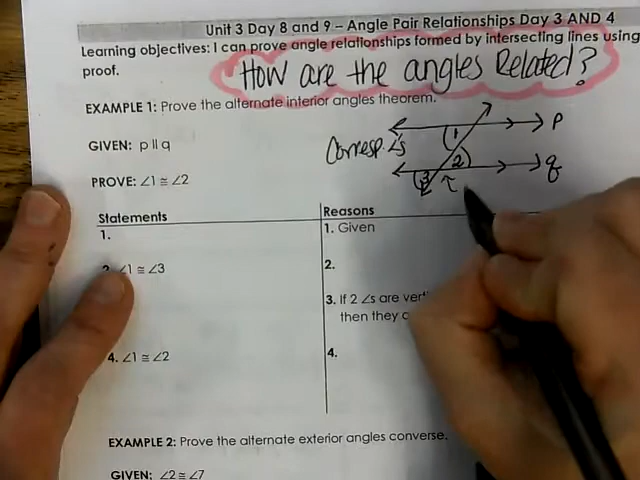 Unit 3 Day 8 and 9 – Angle Pair Relationships Day 3 AND 4
Learning objectives: I can prove angle relationships formed by intersecting lines using
proof.
How are the angles Related?
EXAMPLE 1: Prove the alternate interior angles theorem.
GIVEN: p ll q
PROVE: ∠1 ≅ ∠2
Corresp. ∠'s
1
p
2
q
3
Statements
Reasons
1.
1. Given
2. ∠1 ≅ ∠3
2.
3. If 2 ∠s are
then they
4. ∠1 ≅ ∠2
4.
EXAMPLE 2: Prove the alternate exterior angles converse.
GIVEN: ∠2 ≅ ∠7